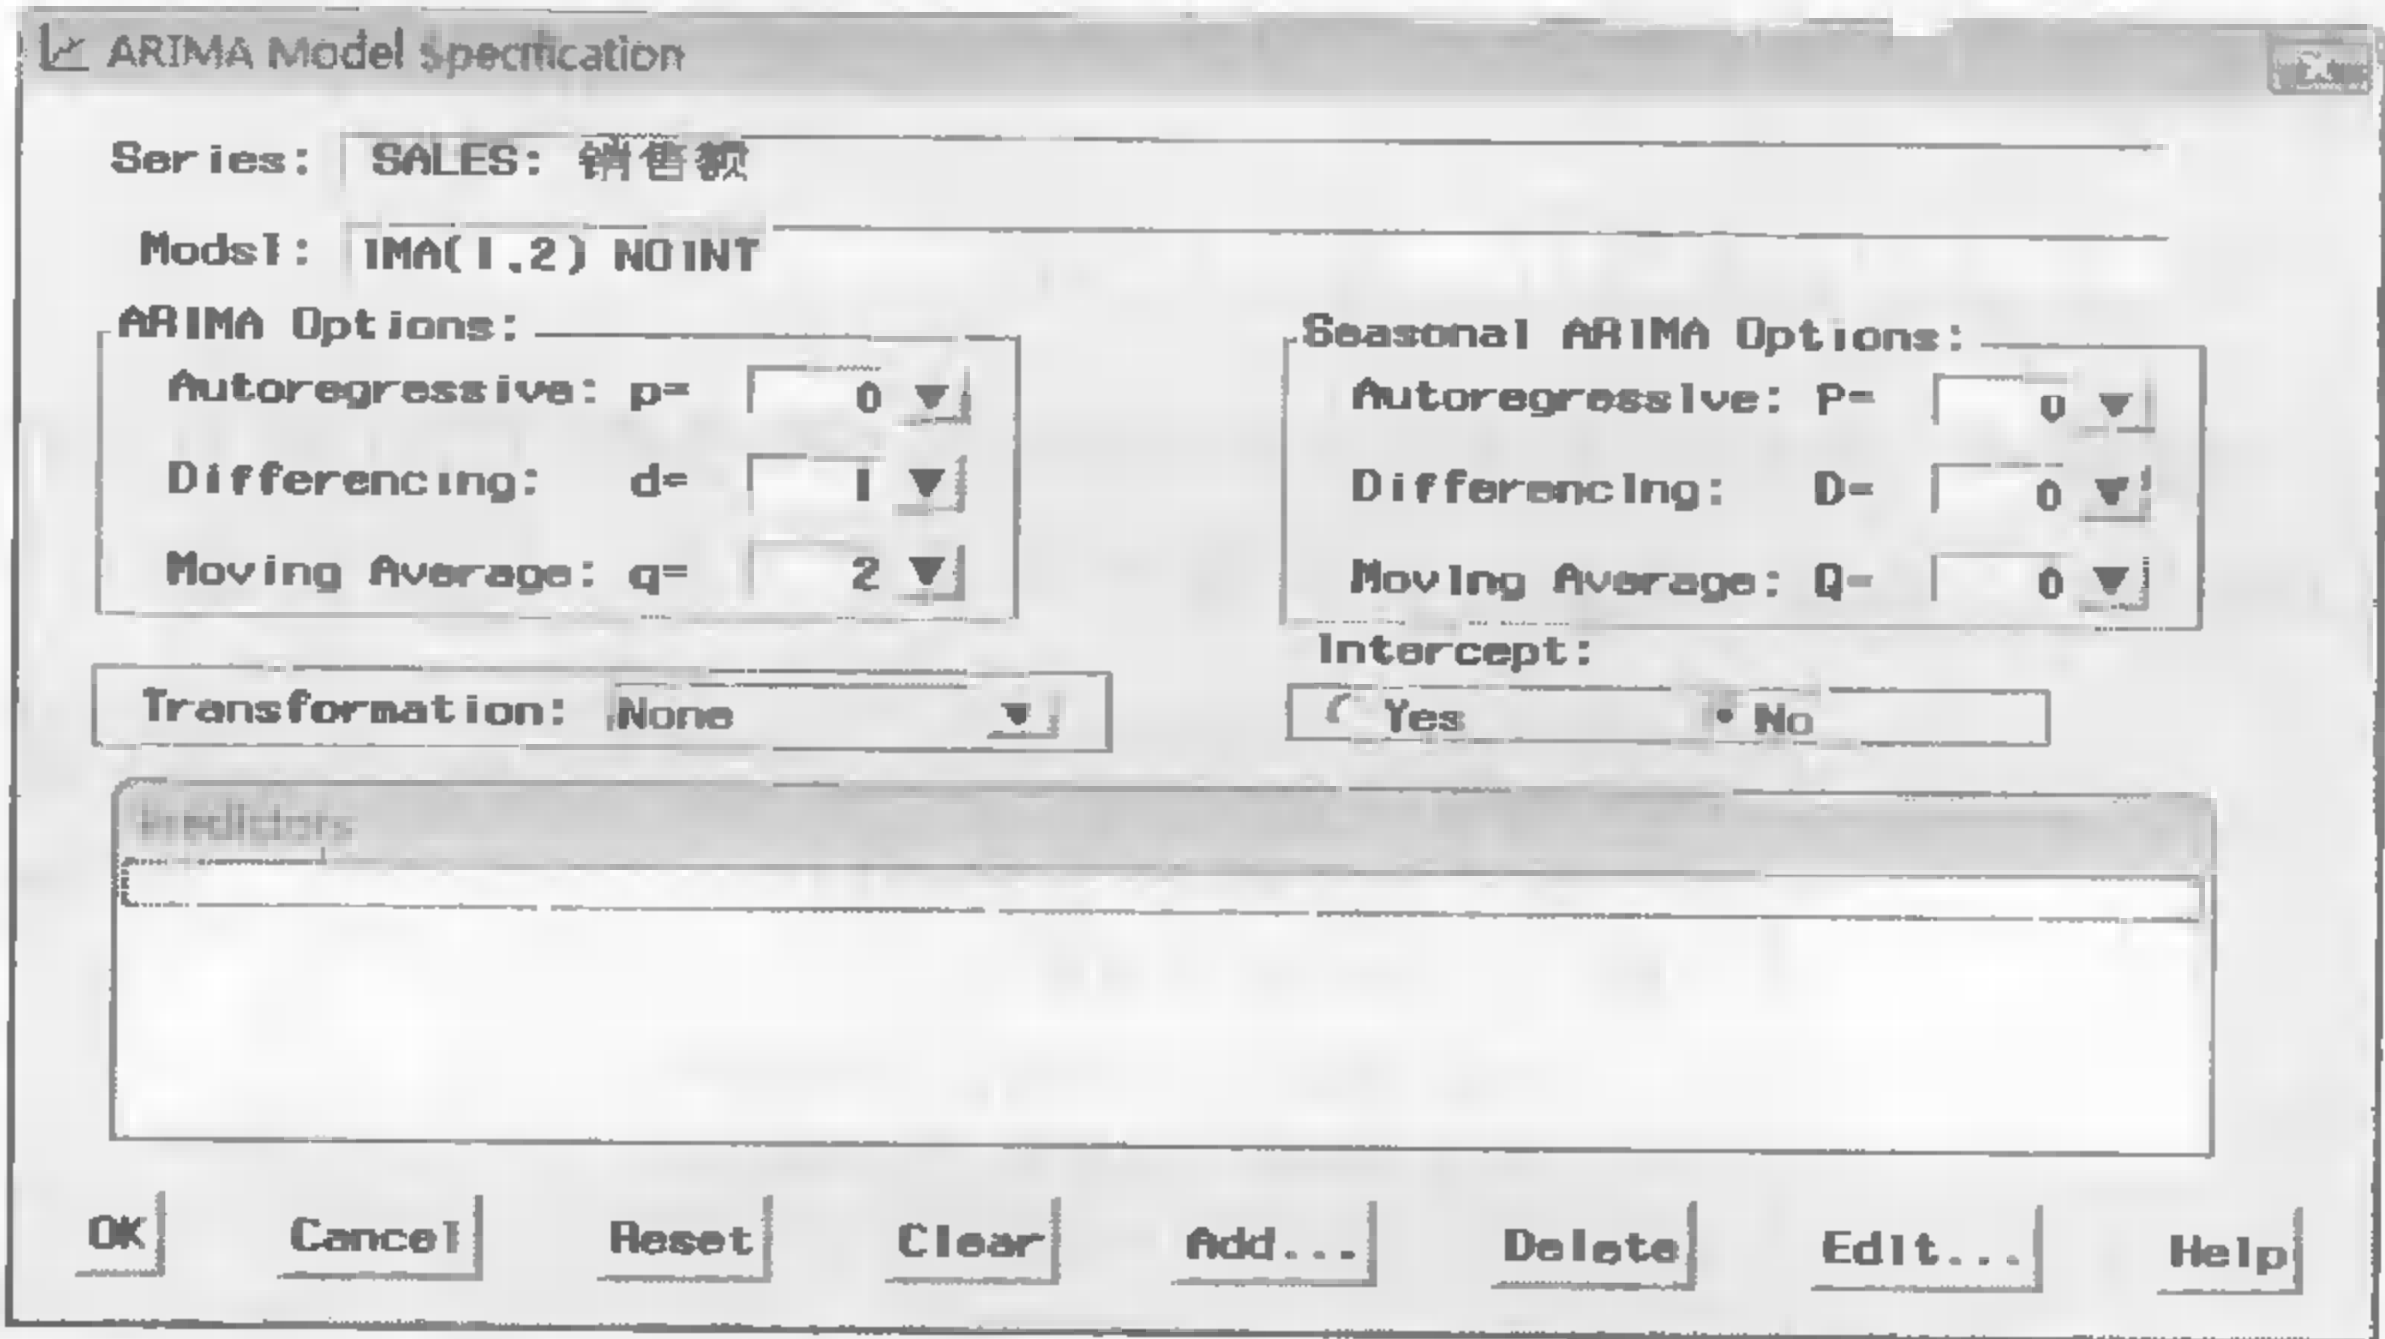 ARIMA Model Specification
Series: SALES: 销售额
Model: IMA(1,2) NOINT
ARIMA Options:
Autoregressive: p= 0
Differencing: d= 1
Moving Average: q= 2
Seasonal ARIMA Options:
Autoregressive: P= 0
Differencing: D= 0
Moving Average: Q= 0
Transformation: None
Intercept:
Yes No
Predictors
OK Cancel Reset Clear Add... Delete Edit... Help